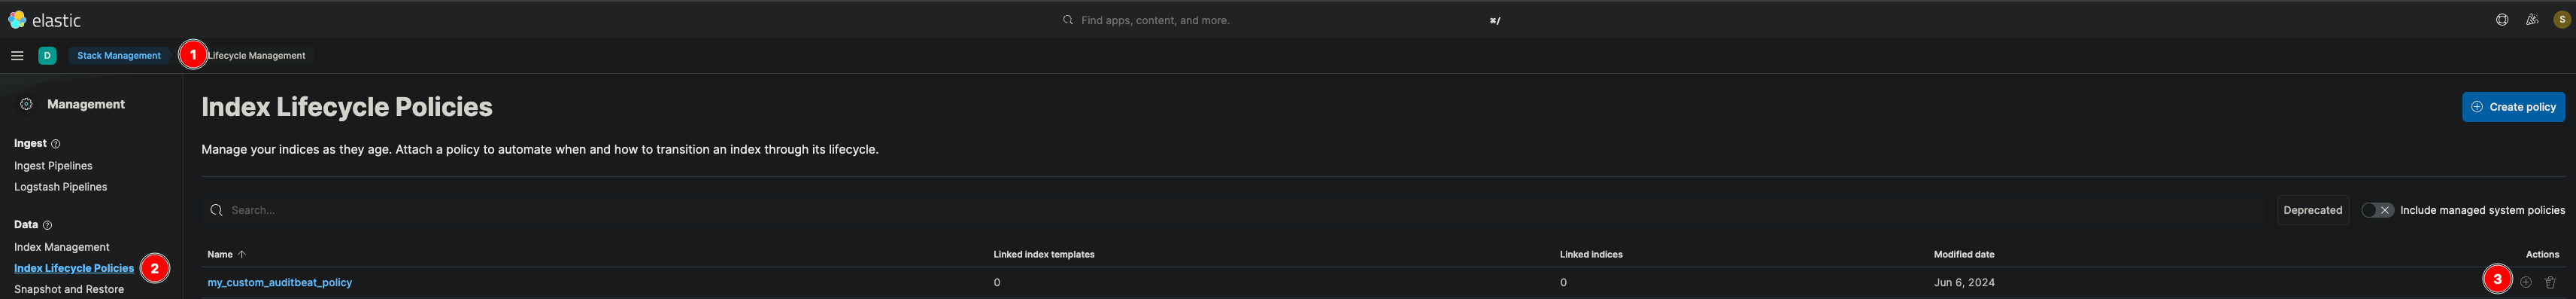 elastic
Find apps, content, and more.
⌘/
S
D
Stack Management
1
Lifecycle Management
Management
Ingest
Ingest Pipelines
Logstash Pipelines
Data
Index Management
Index Lifecycle Policies
2
Snapshot and Restore
Index Lifecycle Policies
Create policy
Manage your indices as they age. Attach a policy to automate when and how to transition an index through its lifecycle.
Search...
Deprecated
Include managed system policies
Name ↑ Linked index templates Linked indices Modified date Actions
my_custom_auditbeat_policy 0 0 Jun 6, 2024 3